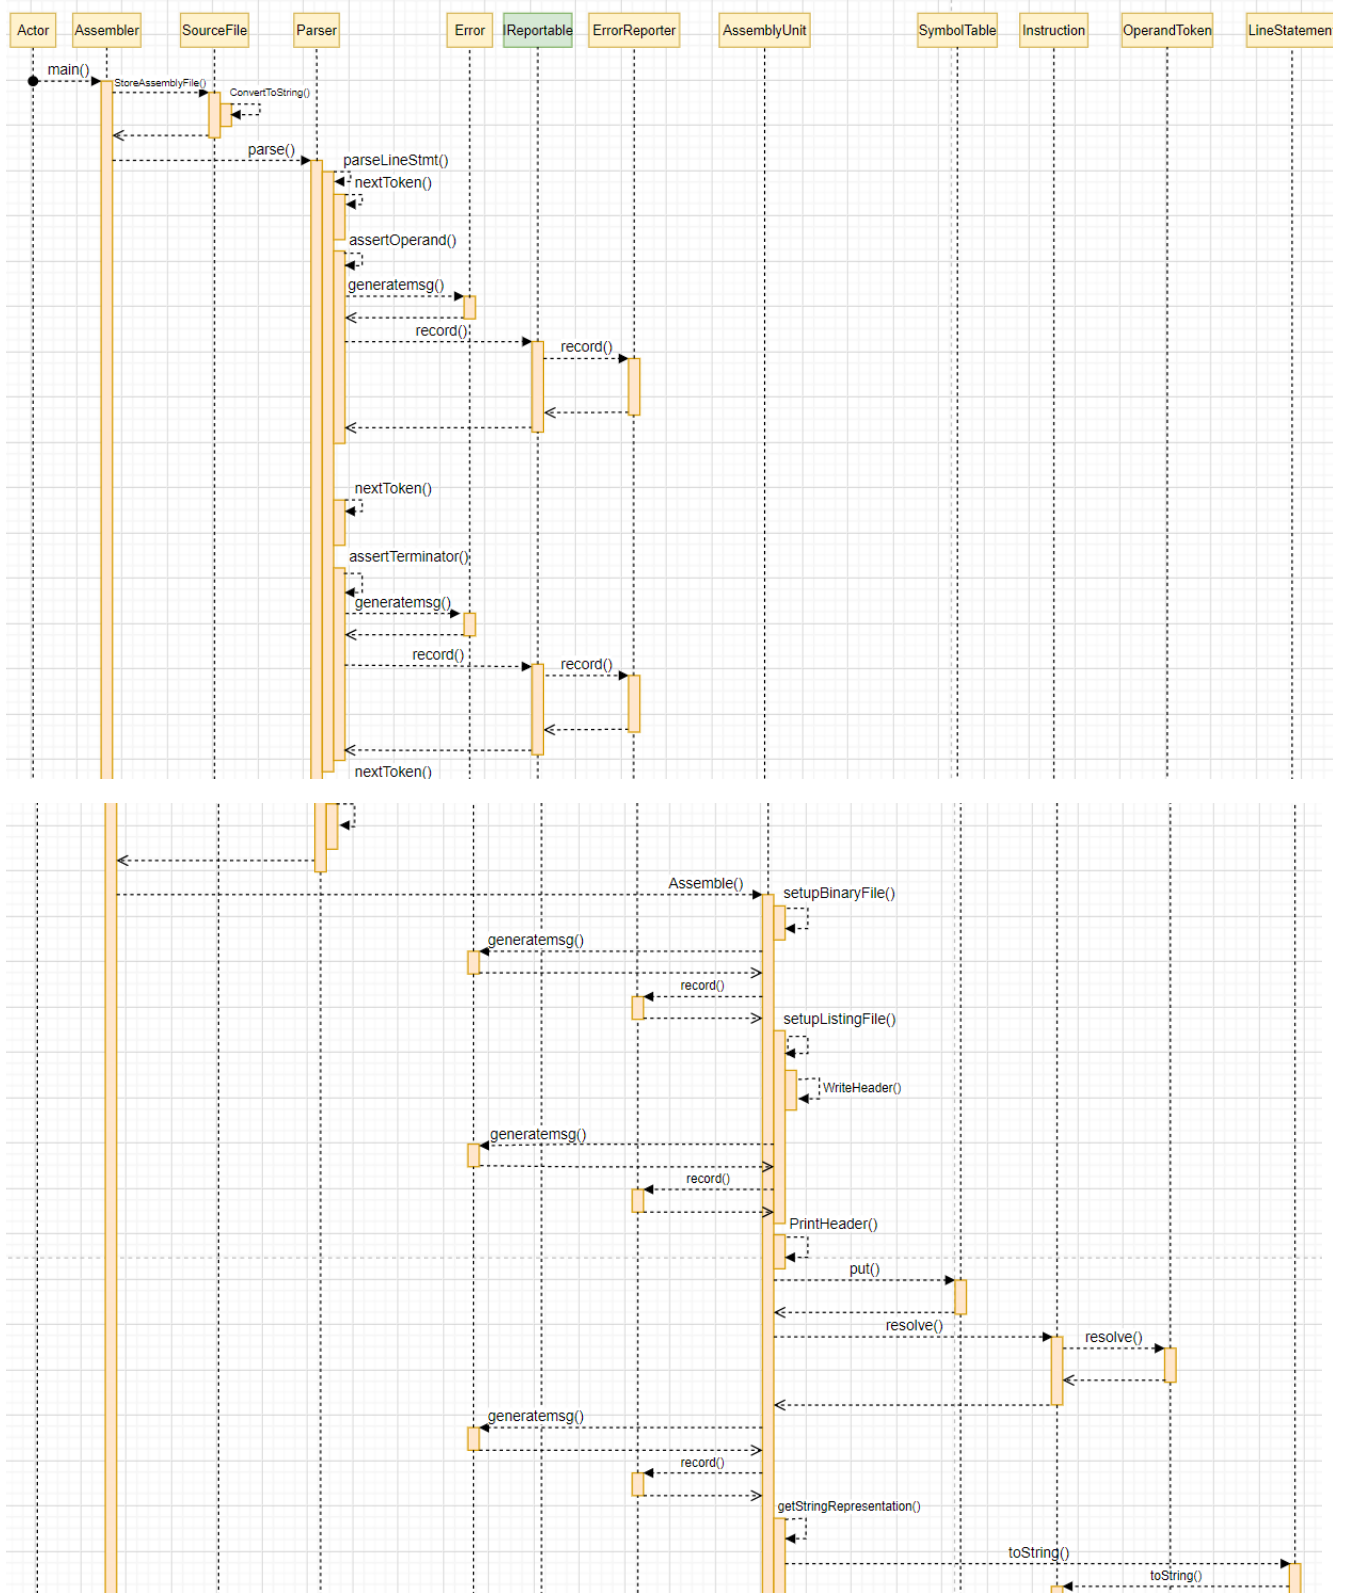 Actor Assembler SourceFile Parser Error IReportable ErrorReporter AssemblyUnit SymbolTable Instruction OperandToken LineStatemen
main()
StoreAssemblyFile()
ConvertToString()
parse()
parseLineStmt()
nextToken()
assertOperand()
generatemsg()
record()
record()
nextToken()
assertTerminator()
generatemsg()
record()
record()
nextToken()
Assemble()
setupBinaryFile()
generatemsg()
record()
setupListingFile()
WriteHeader()
generatemsg()
record()
PrintHeader()
put()
resolve()
resolve()
generatemsg()
record()
getStringRepresentation()
toString()
toString()